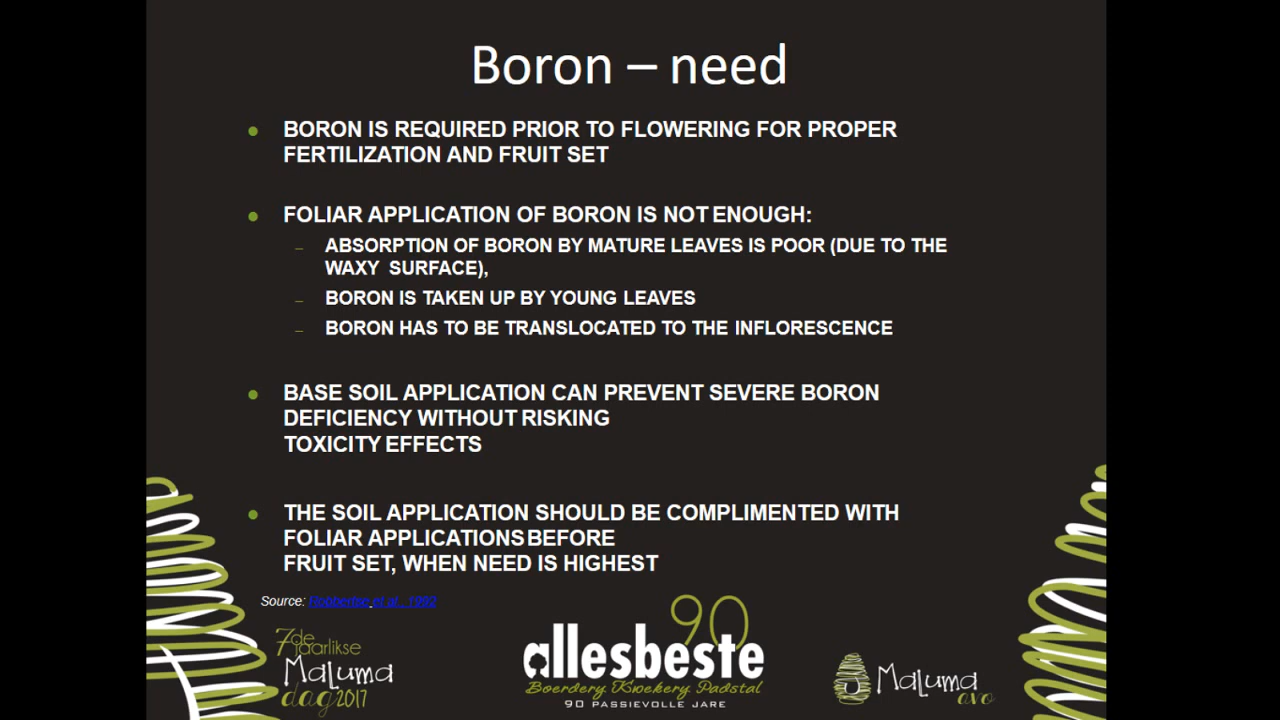 Boron – need
BORON IS REQUIRED PRIOR TO FLOWERING FOR PROPER
FERTILIZATION AND FRUIT SET
FOLIAR APPLICATION OF BORON IS NOT ENOUGH:
ABSORPTION OF BORON BY MATURE LEAVES IS POOR (DUE TO THE
WAXY SURFACE),
BORON IS TAKEN UP BY YOUNG LEAVES
BORON HAS TO BE TRANSLOCATED TO THE INFLORESCENCE
BASE SOIL APPLICATION CAN PREVENT SEVERE BORON
DEFICIENCY WITHOUT RISKING
TOXICITY EFFECTS
THE SOIL APPLICATION SHOULD BE COMPLIMENTED WITH
FOLIAR APPLICATIONS BEFORE
FRUIT SET, WHEN NEED IS HIGHEST
Source: et al., 
7de
jaarlikse
Maluma
dag 2017
90
allesbeste
Boerdery Kwekery Padstal
90 PASSIEVOLLE JARE
Maluma
avo